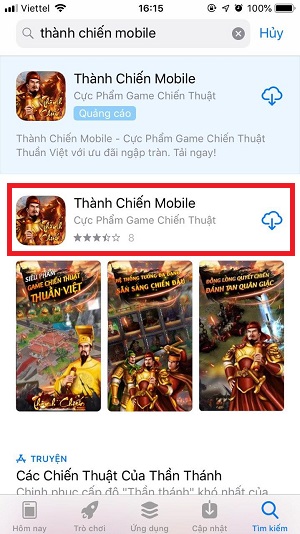 Viettel 16:15 100%
thành chiến mobile
Hủy
Thành Chiến Mobile
Cực Phẩm Game Chiến Thuật
Quảng cáo
Thành Chiến Mobile - Cực Phẩm Game Chiến Thuật
Thuần Việt với ưu đãi ngập tràn. Tải ngay!
Thành Chiến Mobile
Cực Phẩm Game Chiến Thuật
8
SIÊU PHẨM
GAME CHIẾN THUẬT
THUẦN VIỆT
Thành Chiến
HỆ THỐNG TƯỚNG ĐA DẠNG
SẴN SÀNG CHIẾN ĐẤU
ĐỒNG LÒNG QUYẾT CHIẾN
ĐÁNH TAN QUÂN GIẶC
TRUYỆN
Các Chiến Thuật Của Thần Thánh
Chinh phục cấp độ "Thần thánh" khó nhất của
Hôm nay
Trò chơi
Ứng dụng
Cập nhật
Tìm kiếm